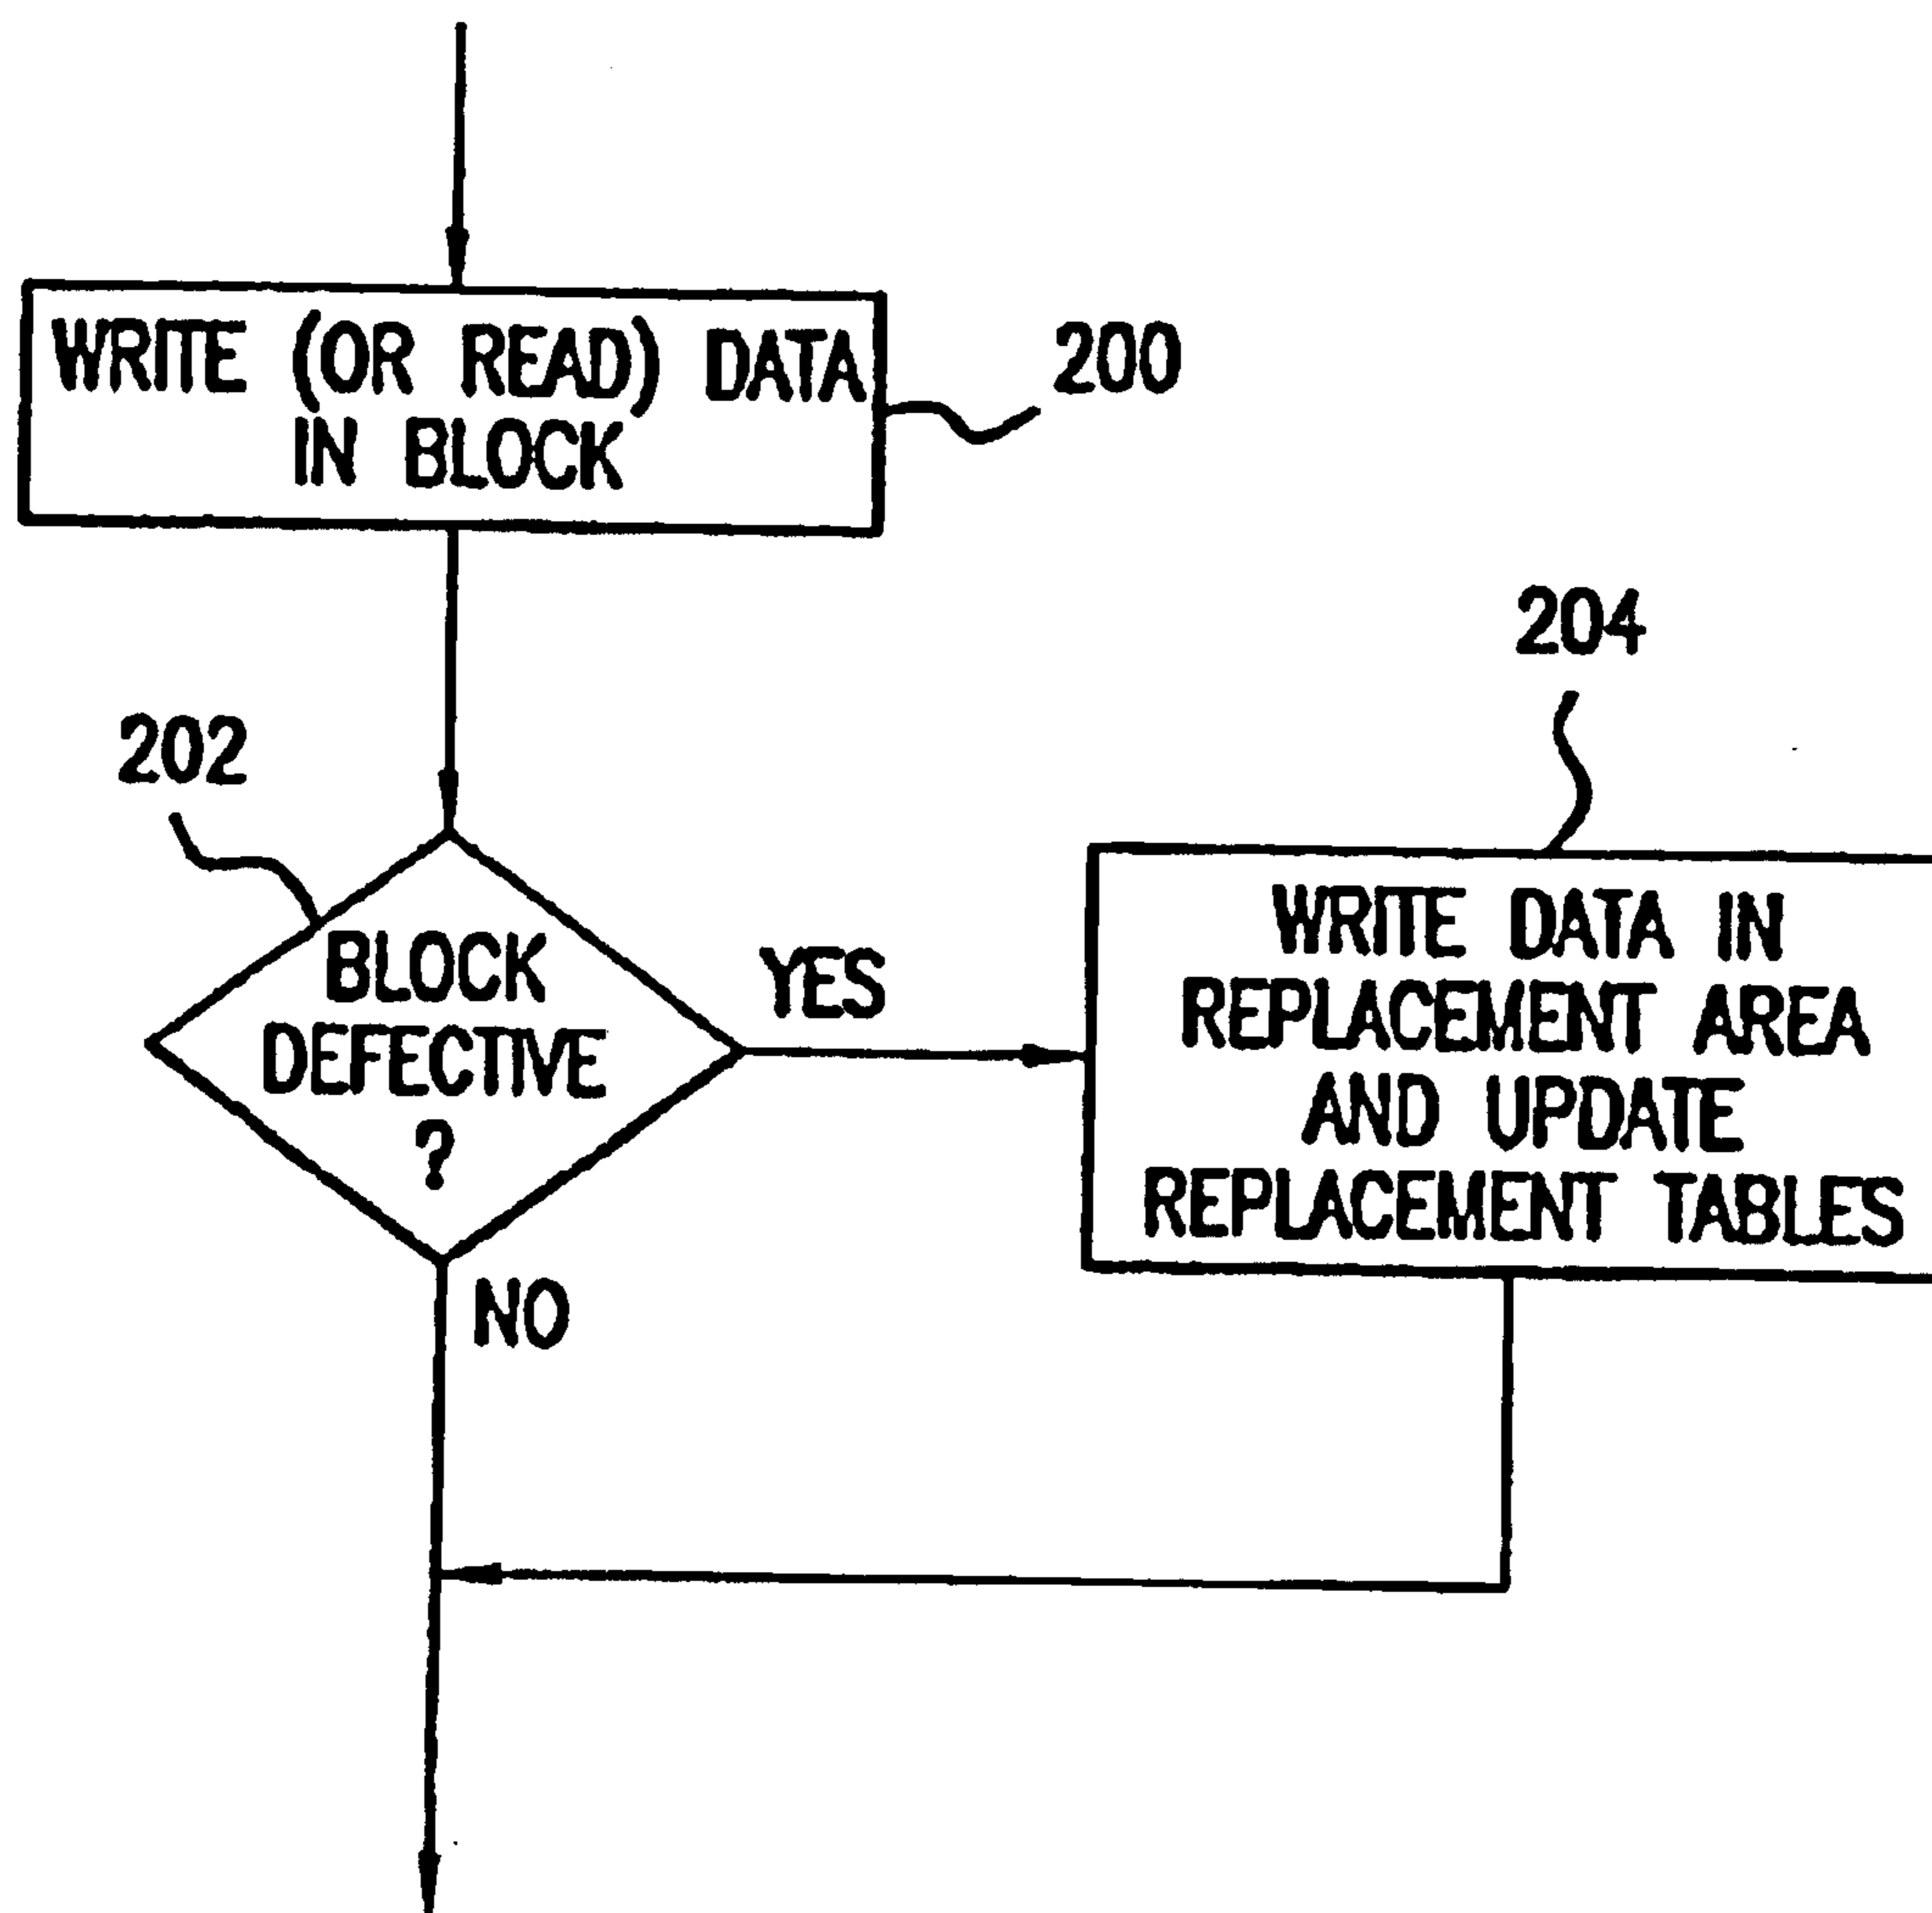 WRITE (OR READ) DATA
IN BLOCK
200
204
202
BLOCK
DEFECTIVE
?
YES
WRITE DATA IN
REPLACEMENT AREA
AND UPDATE
REPLACEMENT TABLES
NO